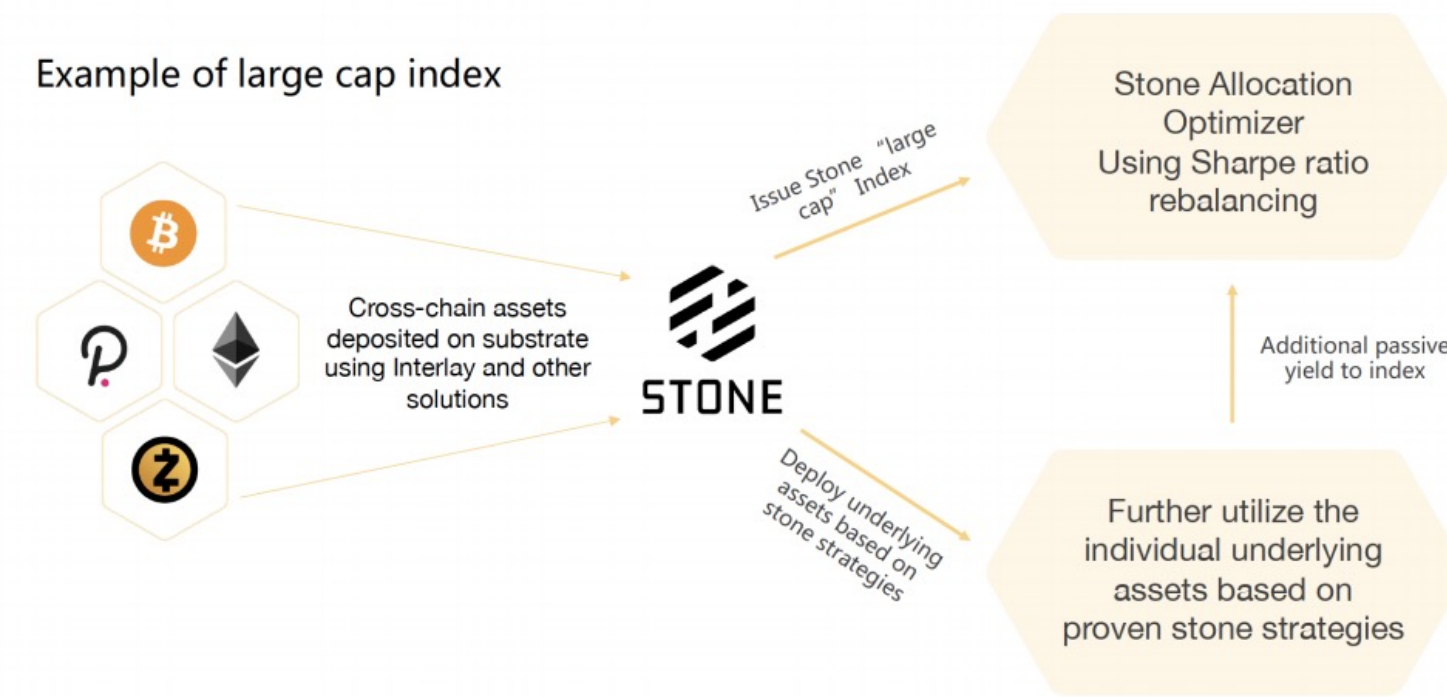 Example of large cap index
Cross-chain assets
deposited on substrate
using Interlay and other
solutions
STONE
Issue Stone “large
cap” Index
Deploy underlying
assets based on
stone strategies
Stone Allocation
Optimizer
Using Sharpe ratio
rebalancing
Additional passive
yield to index
Further utilize the
individual underlying
assets based on
proven stone strategies